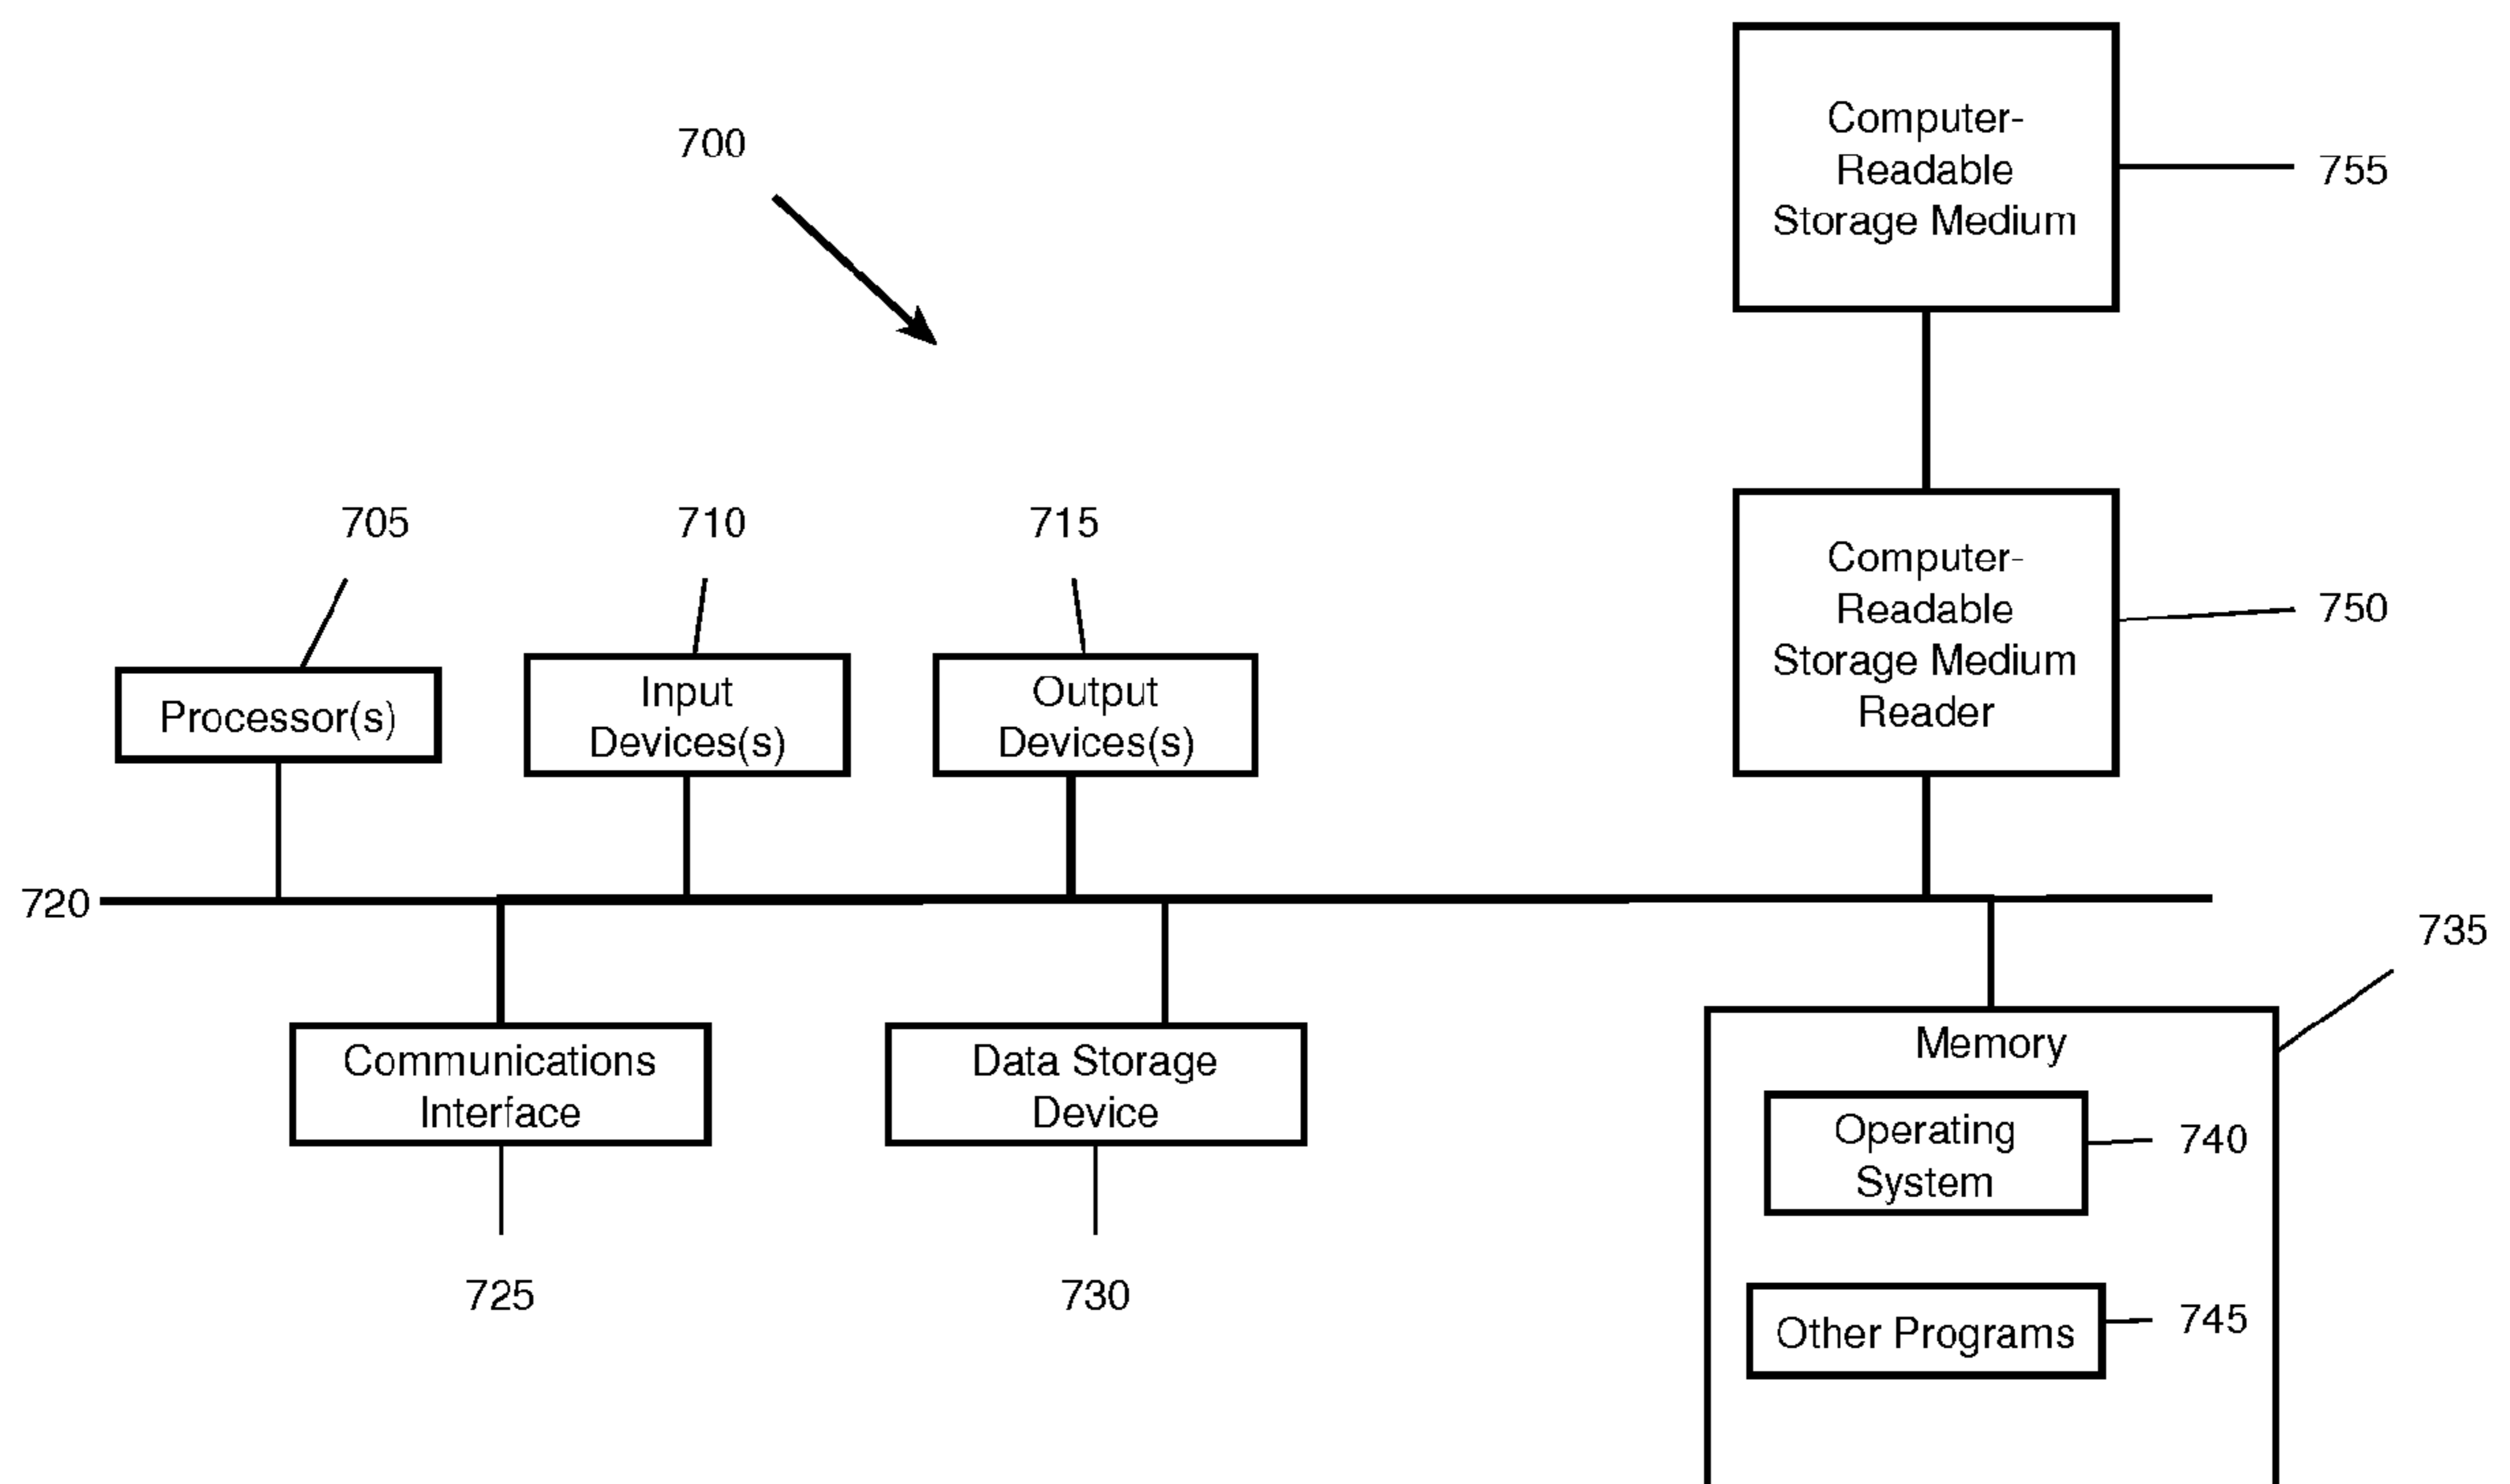 700
Computer-
Readable
Storage Medium
755
705
710
715
Computer-
Readable
Storage Medium
Reader
750
Processor(s)
Input
Devices(s)
Output
Devices(s)
720
735
Communications
Interface
Data Storage
Device
Memory
Operating
System
740
725
730
Other Programs
745